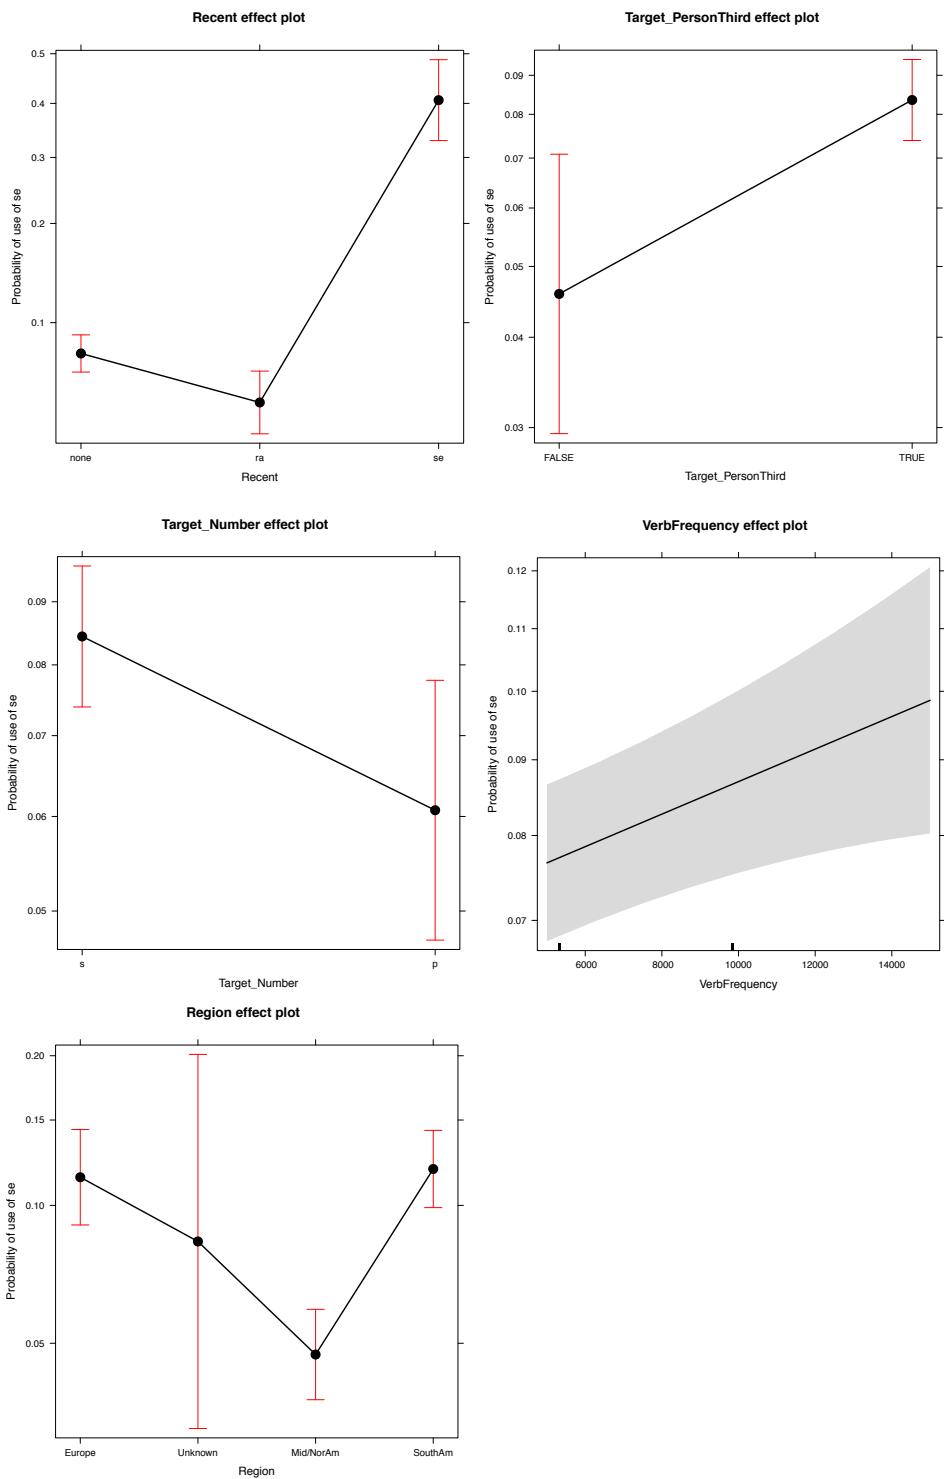 Recent effect plot
Probability of use of se
0.5
0.4
0.3
0.2
0.1
none ra se
Recent
Target_PersonThird effect plot
Probability of use of se
0.09
0.08
0.07
0.06
0.05
0.04
0.03
FALSE TRUE
Target_PersonThird
Target_Number effect plot
Probability of use of se
0.09
0.08
0.07
0.06
0.05
s p
Target_Number
VerbFrequency effect plot
Probability of use of se
0.12
0.11
0.10
0.09
0.08
0.07
6000 8000 10000 12000 14000
VerbFrequency
Region effect plot
Probability of use of se
0.20
0.15
0.10
0.05
Europe Unknown Mid/NorAm SouthAm
Region